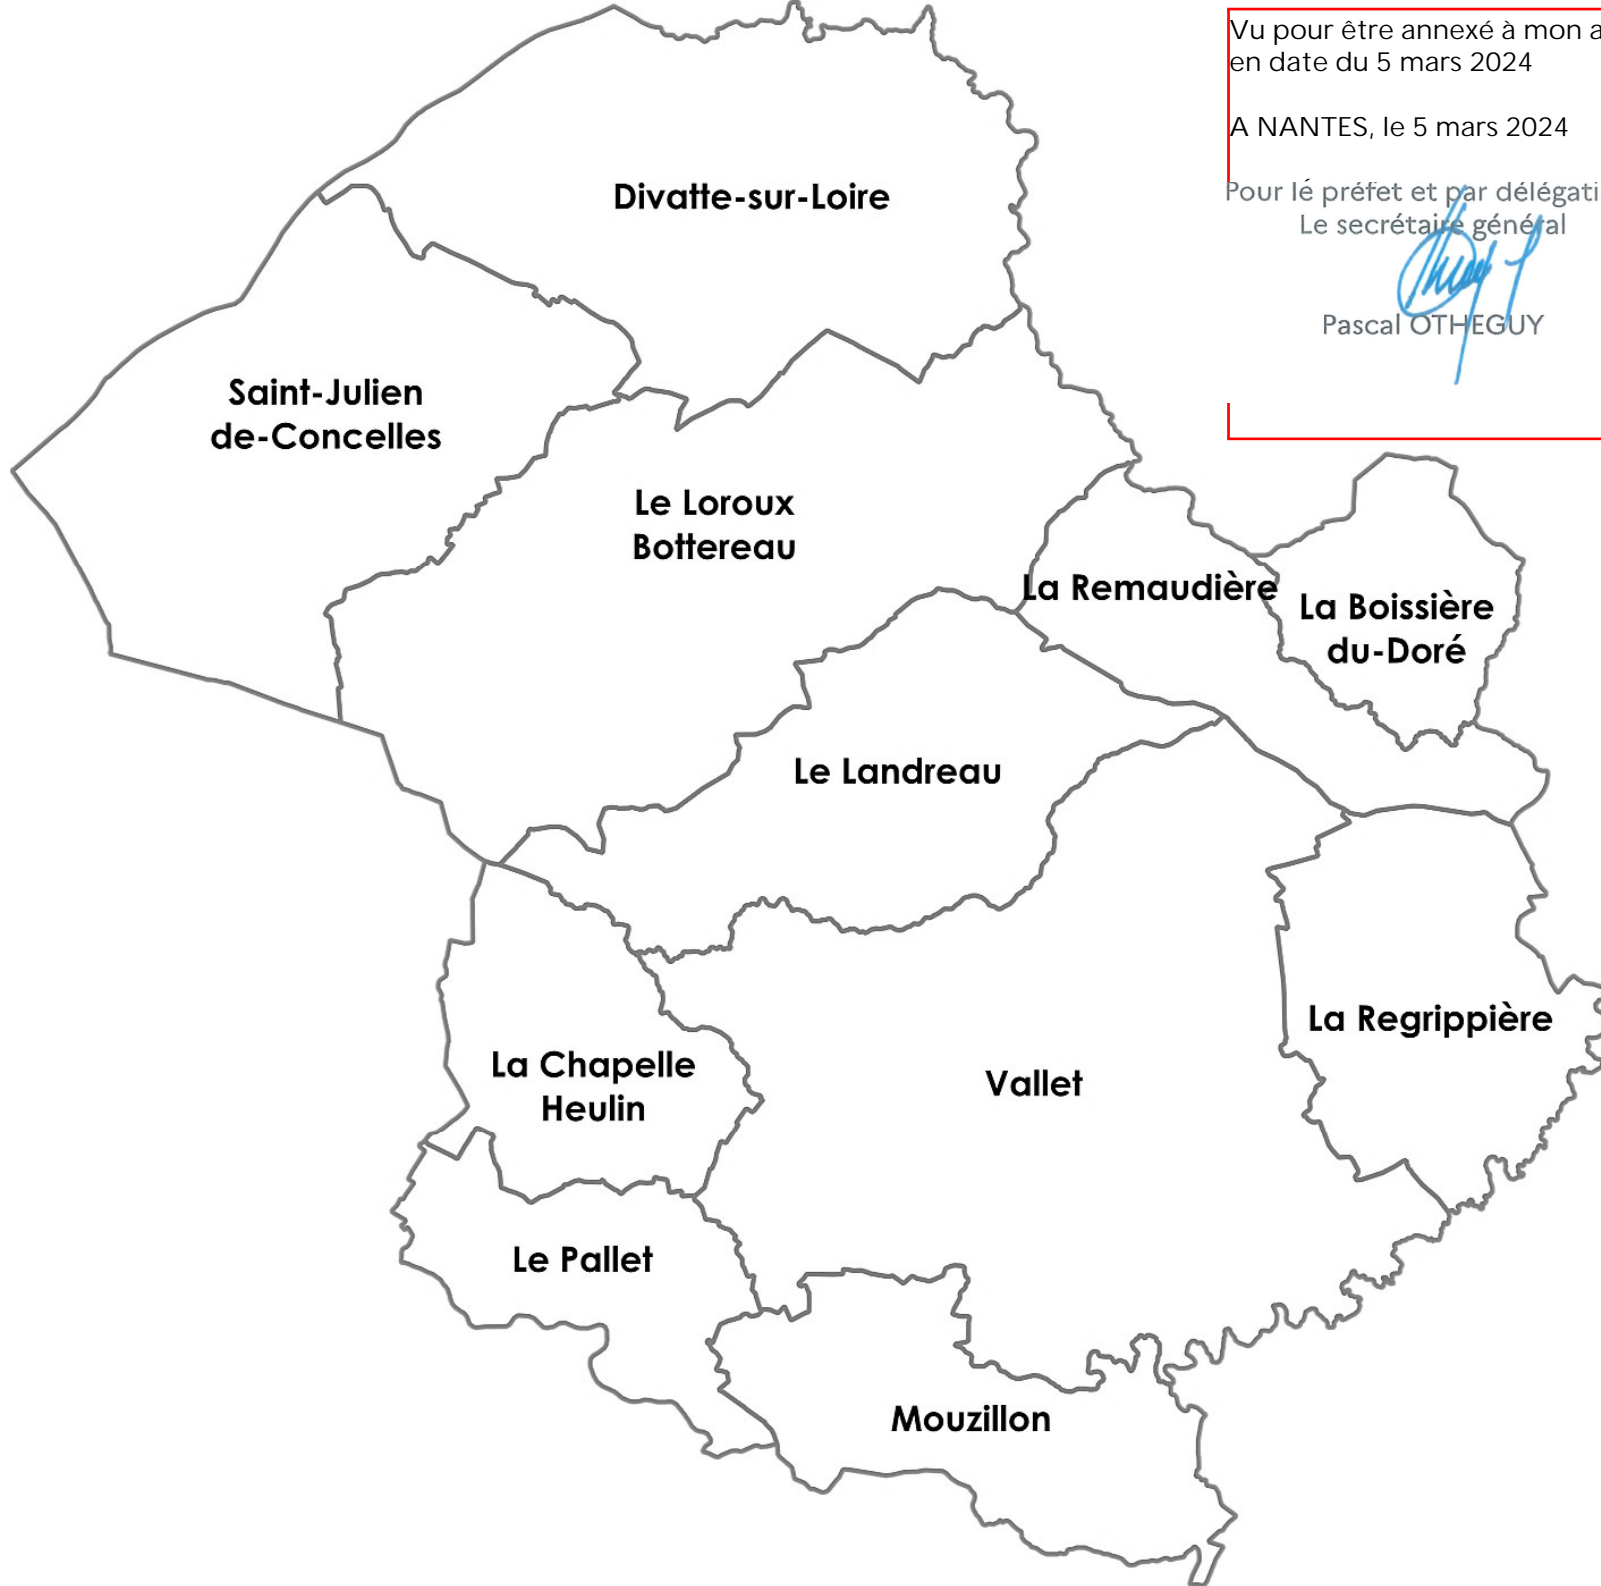 Vu pour être annexé à mon a
en date du 5 mars 2024
A NANTES, le 5 mars 2024
Pour lé préfet et par délégati
Le secrétaire général
Pascal OTHEGUY
Divatte-sur-Loire
Saint-Julien
de-Concelles
Le Loroux
Bottereau
La Remaudière
La Boissière
du-Doré
Le Landreau
La Regrippière
La Chapelle
Heulin
Vallet
Le Pallet
Mouzillon